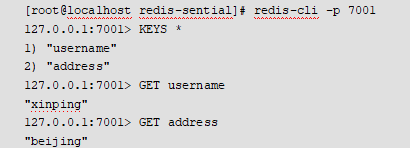 [root@localhost redis-sential]# redis-cli -p 7001
127.0.0.1:7001> KEYS *
1) "username"
2) "address"
127.0.0.1:7001> GET username
"xinping"
127.0.0.1:7001> GET address
"beijing"